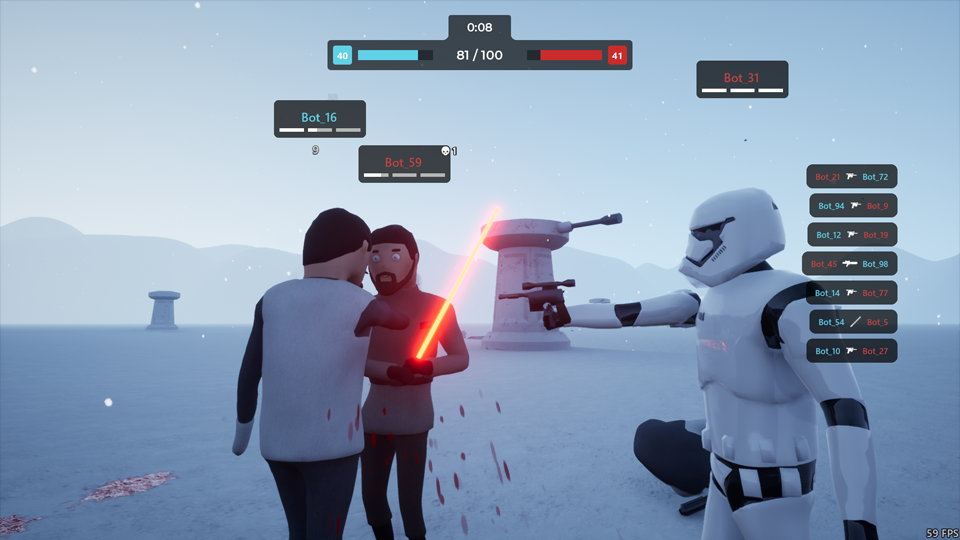 0:08
40 81 / 100 41
Bot_31
Bot_16
9
Bot_59 1
Bot_21 Bot_72
Bot_94 Bot_9
Bot_12 Bot_19
Bot_45 Bot_98
Bot_14 Bot_77
Bot_54 Bot_5
Bot_10 Bot_27
59 FPS